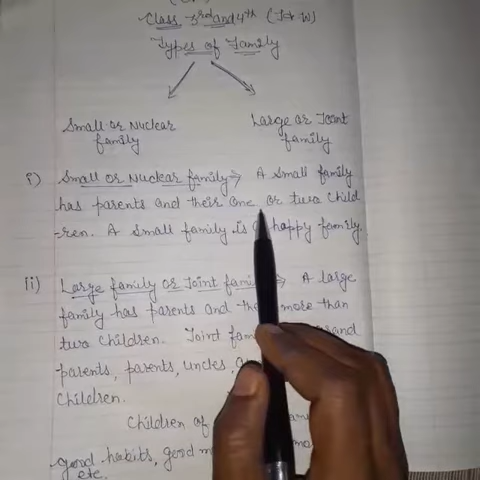 Class 3rd and 4th (T & W)
Types of Family
Small or Nuclear family
Large or Joint family
i) Small or Nuclear family → A small family
has parents and their one or two child
-ren. A small family is a happy family.
ii) Large family or Joint family → A large
family has parents and their more than
two children. Joint
parents, parents, uncles,
children.
Children of
good habits, good
etc.